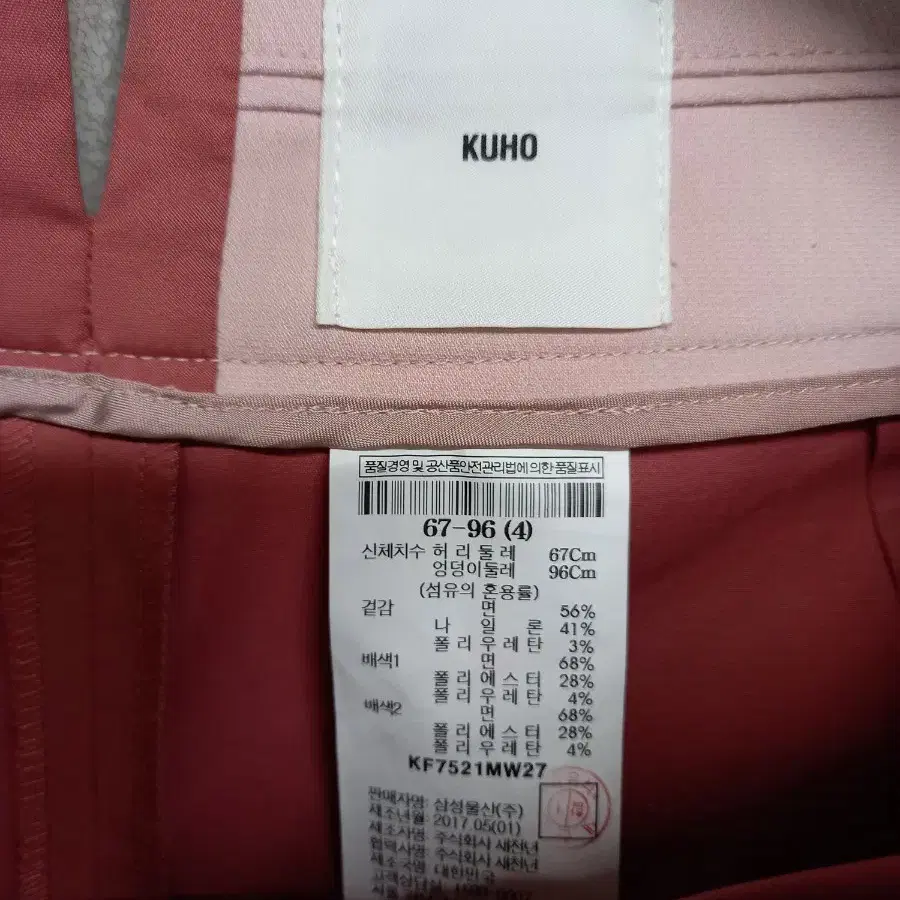 KUHO
품질경영 및 공산품안전관리법에 의한 품질표시
67-96 (4)
신체치수 허리둘레 67Cm
엉덩이둘레 96Cm
(섬유의 혼용률)
겉감 면 56%
나일론 41%
폴리우레탄 3%
배색1 면 68%
폴리에스터 28%
폴리우레탄 4%
배색2 면 68%
폴리에스터 28%
폴리우레탄 4%
KF7521MW27
판매자명: 삼성물산(주)
제조년월: 2017.05(01)
제조사명: 주식회사 새천년
협력사명: 주식회사 새천년
제조국명: 대한민국
고객상담실: